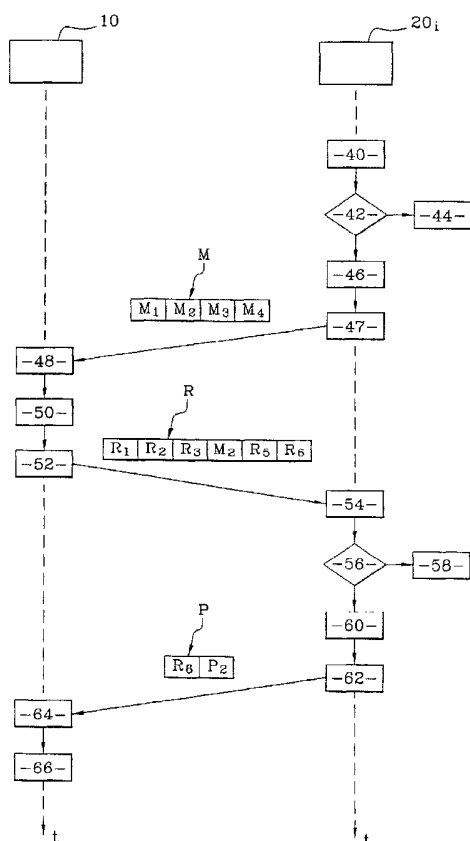 10
20i
-40-
-42-
-44-
-46-
M
M1 M2 M3 M4
-47-
-48-
-50-
R
R1 R2 R3 M2 R5 R6
-52-
-54-
-56-
-58-
-60-
P
R6 P2
-62-
-64-
-66-
t
t